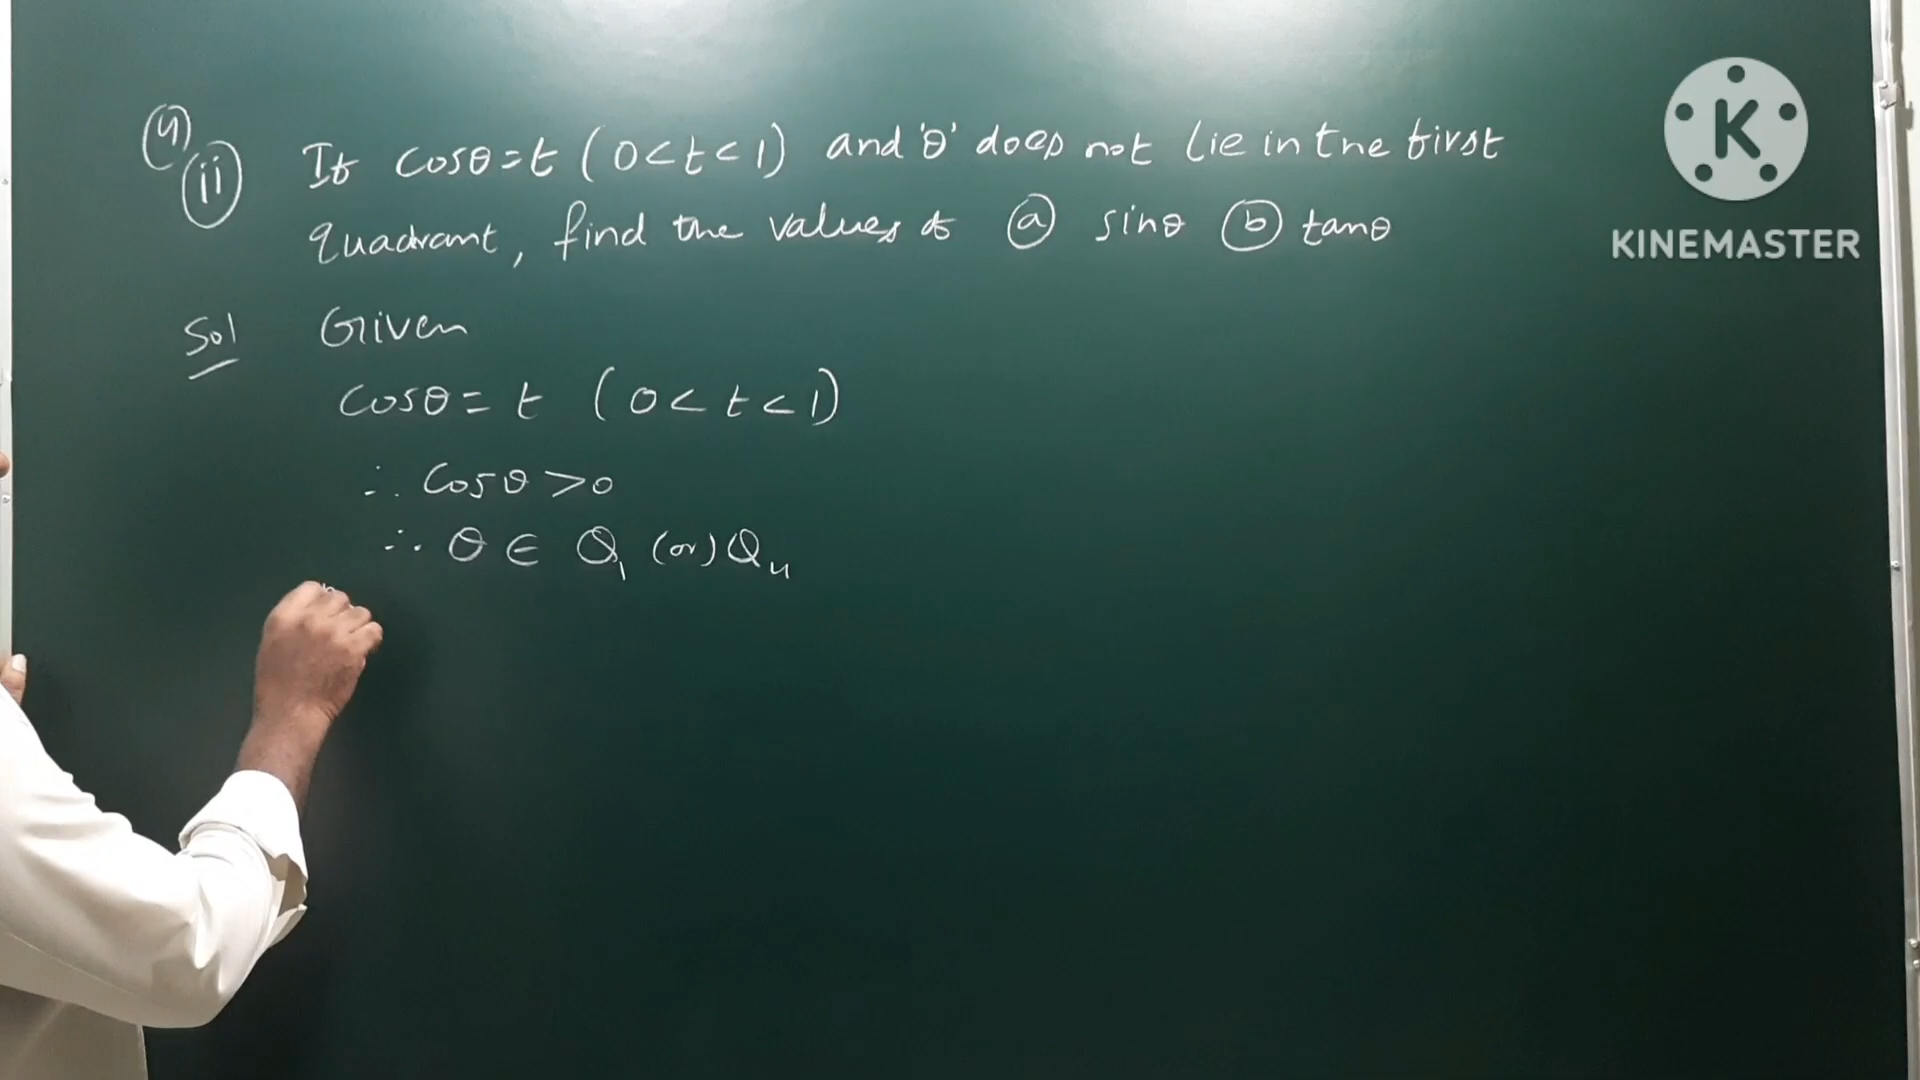 4
ii If cosθ = t (0 < t < 1) and 'θ' does not lie in the first
quadrant, find the values of ⓐ sinθ ⓑ tanθ
K
KINEMASTER
Sol Given
cosθ = t (0 < t < 1)
∴ cosθ > 0
∴ θ ∈ Q₁ (or) Q₄